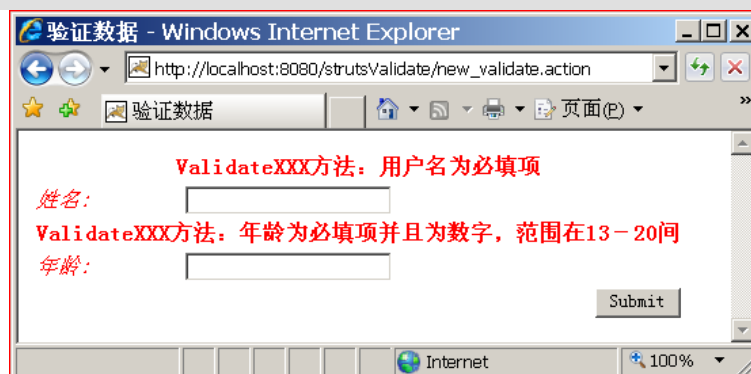 验证数据 - Windows Internet Explorer
http://localhost:8080/strutsValidate/new_validate.action
验证数据
页面(P)
»
ValidateXXX方法：用户名为必填项
姓名:
ValidateXXX方法：年龄为必填项并且为数字，范围在13－20间
年龄:
Submit
Internet
100%